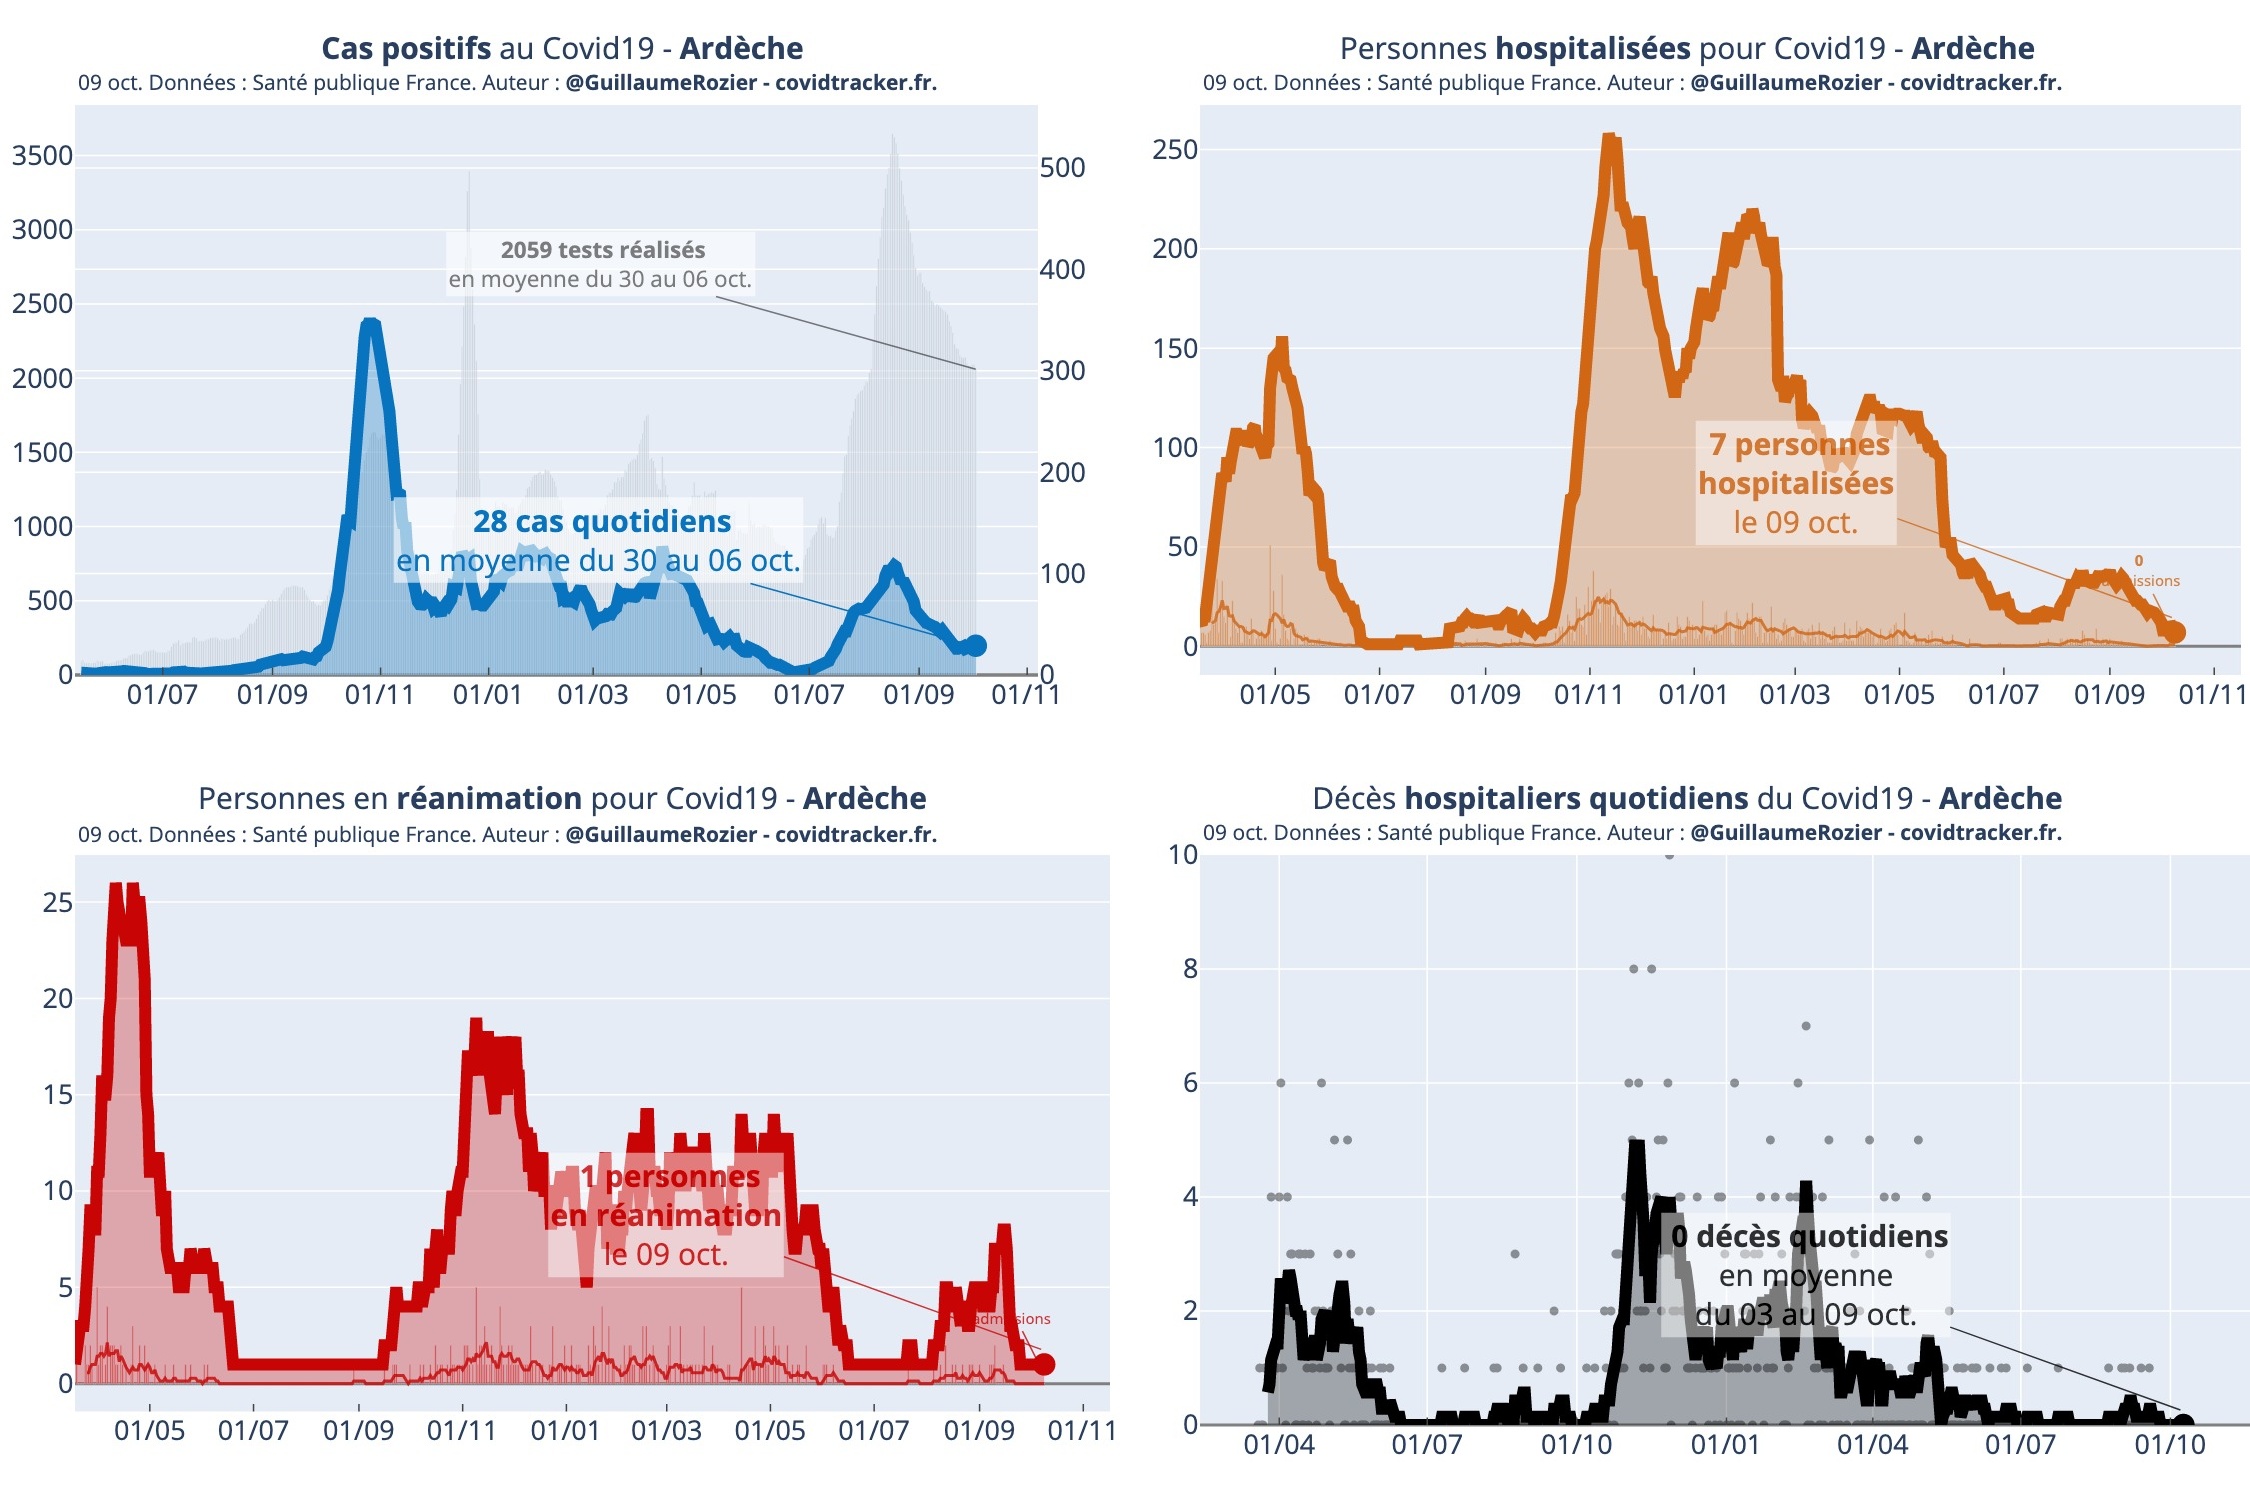 Cas positifs au Covid19 - Ardèche
09 oct. Données : Santé publique France. Auteur : @GuillaumeRozier - covidtracker.fr.
3500
3000
2500
2000
1500
1000
500
0
500
400
300
200
100
0
2059 tests réalisés
en moyenne du 30 au 06 oct.
28 cas quotidiens
en moyenne du 30 au 06 oct.
01/07 01/09 01/11 01/01 01/03 01/05 01/07 01/09 01/11
Personnes hospitalisées pour Covid19 - Ardèche
09 oct. Données : Santé publique France. Auteur : @GuillaumeRozier - covidtracker.fr.
250
200
150
100
50
0
7 personnes
hospitalisées
le 09 oct.
0
01/05 01/07 01/09 01/11 01/01 01/03 01/05 01/07 01/09 01/11
Personnes en réanimation pour Covid19 - Ardèche
09 oct. Données : Santé publique France. Auteur : @GuillaumeRozier - covidtracker.fr.
25
20
15
10
5
0
1 personnes
en réanimation
le 09 oct.
admissions
01/05 01/07 01/09 01/11 01/01 01/03 01/05 01/07 01/09 01/11
Décès hospitaliers quotidiens du Covid19 - Ardèche
09 oct. Données : Santé publique France. Auteur : @GuillaumeRozier - covidtracker.fr.
10
8
6
4
2
0
0 décès quotidiens
en moyenne
du 03 au 09 oct.
01/04 01/07 01/10 01/01 01/04 01/07 01/10